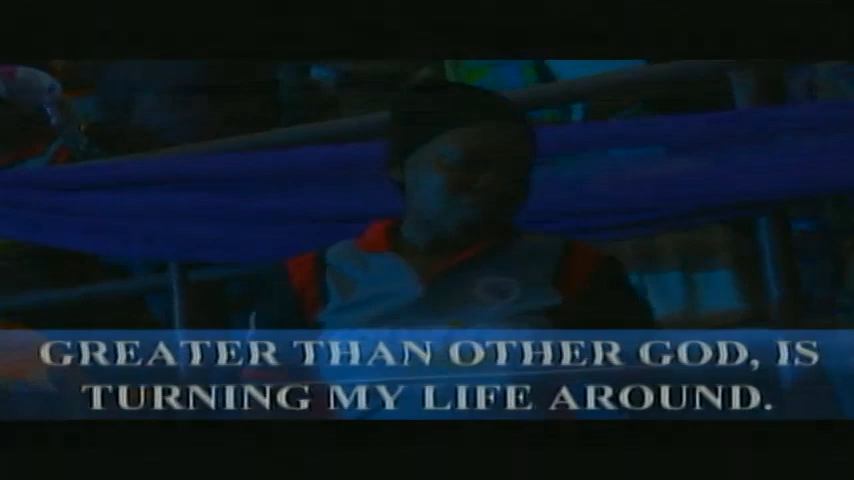 GREATER THAN OTHER GOD, IS
TURNING MY LIFE AROUND.